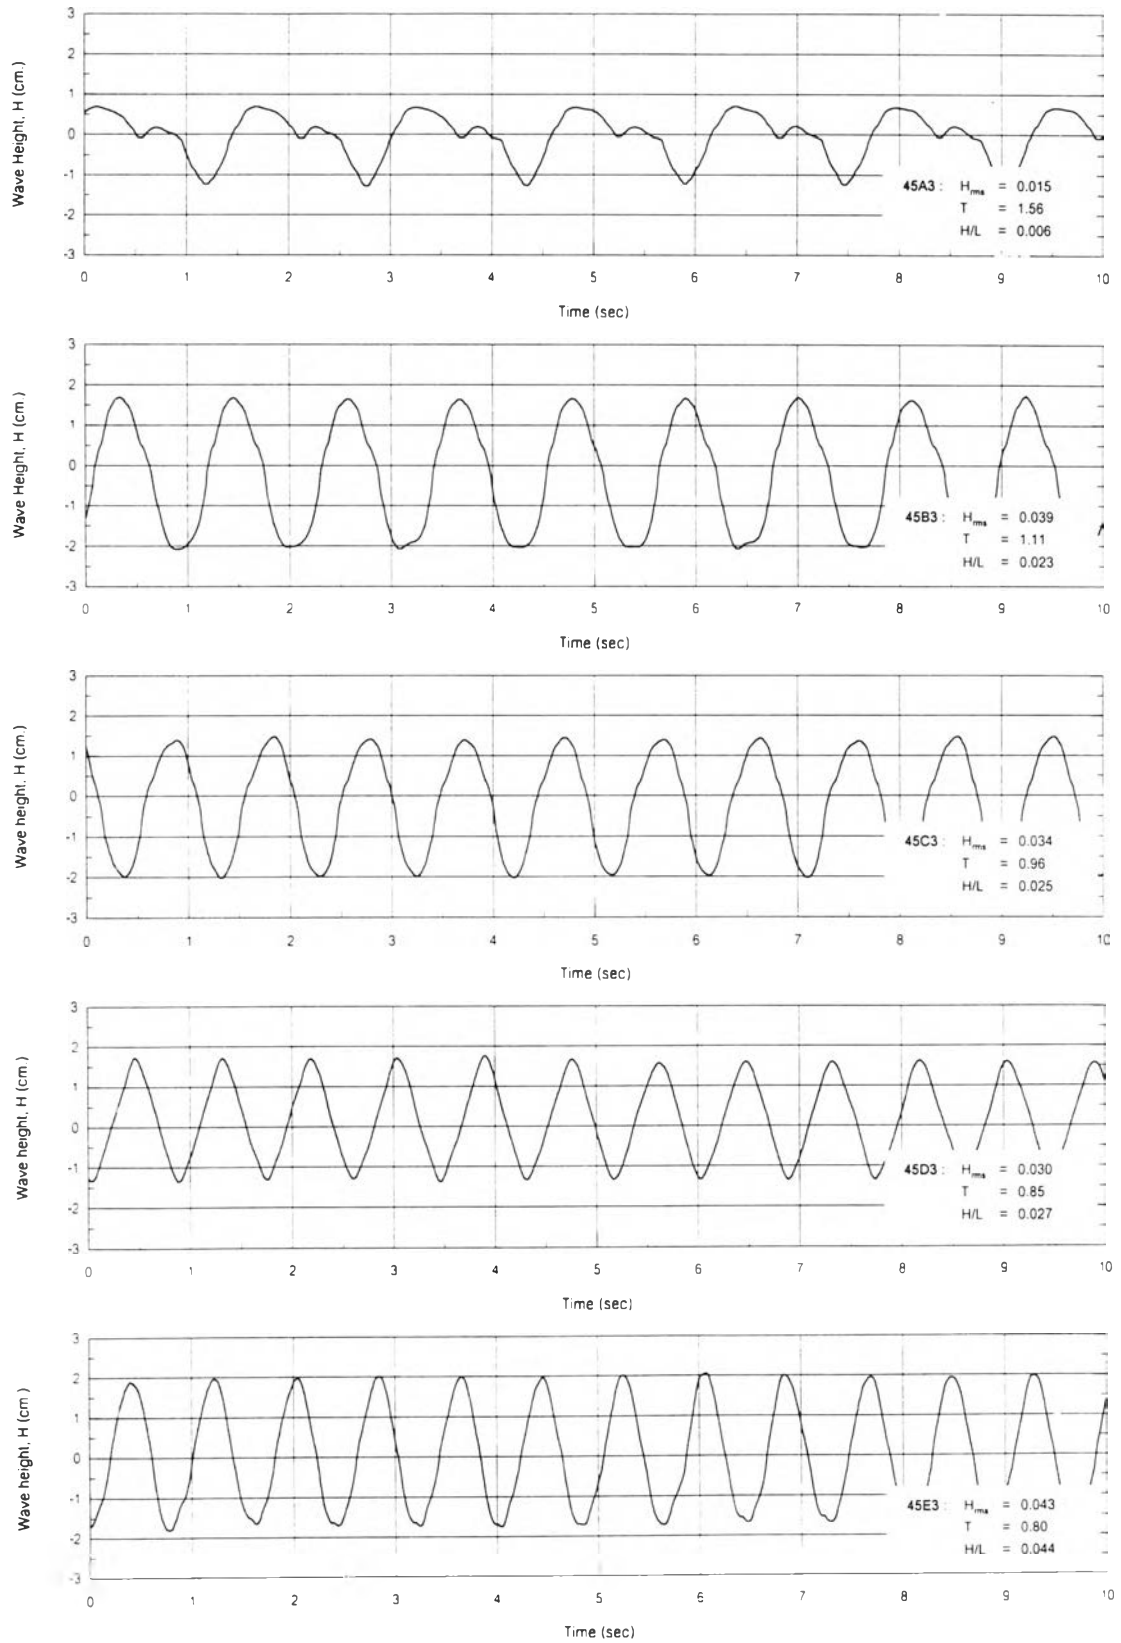 3
2
1
0
-1
-2
-3
Wave Height, H (cm.)
45A3 : Hrms = 0.015
T = 1.56
H/L = 0.006
0 1 2 3 4 5 6 7 8 9 10
Time (sec)
3
2
1
0
-1
-2
-3
Wave Height, H (cm )
45B3 : Hrms = 0.039
T = 1.11
H/L = 0.023
0 1 2 3 4 5 6 7 8 9 10
Time (sec)
3
2
1
0
-1
-2
-3
Wave height, H (cm.)
45C3 : Hrms = 0.034
T = 0.96
H/L = 0.025
0 1 2 3 4 5 6 7 8 9 10
Time (sec)
3
2
1
0
-1
-2
-3
Wave height, H (cm )
45D3 : Hrms = 0.030
T = 0.85
H/L = 0.027
0 1 2 3 4 5 6 7 8 9 10
Time (sec)
3
2
1
0
-1
-2
-3
Wave height, H (cm )
45E3 : Hrms = 0.043
T = 0.80
H/L = 0.044
0 1 2 3 4 5 6 7 8 9 10
Time (sec)